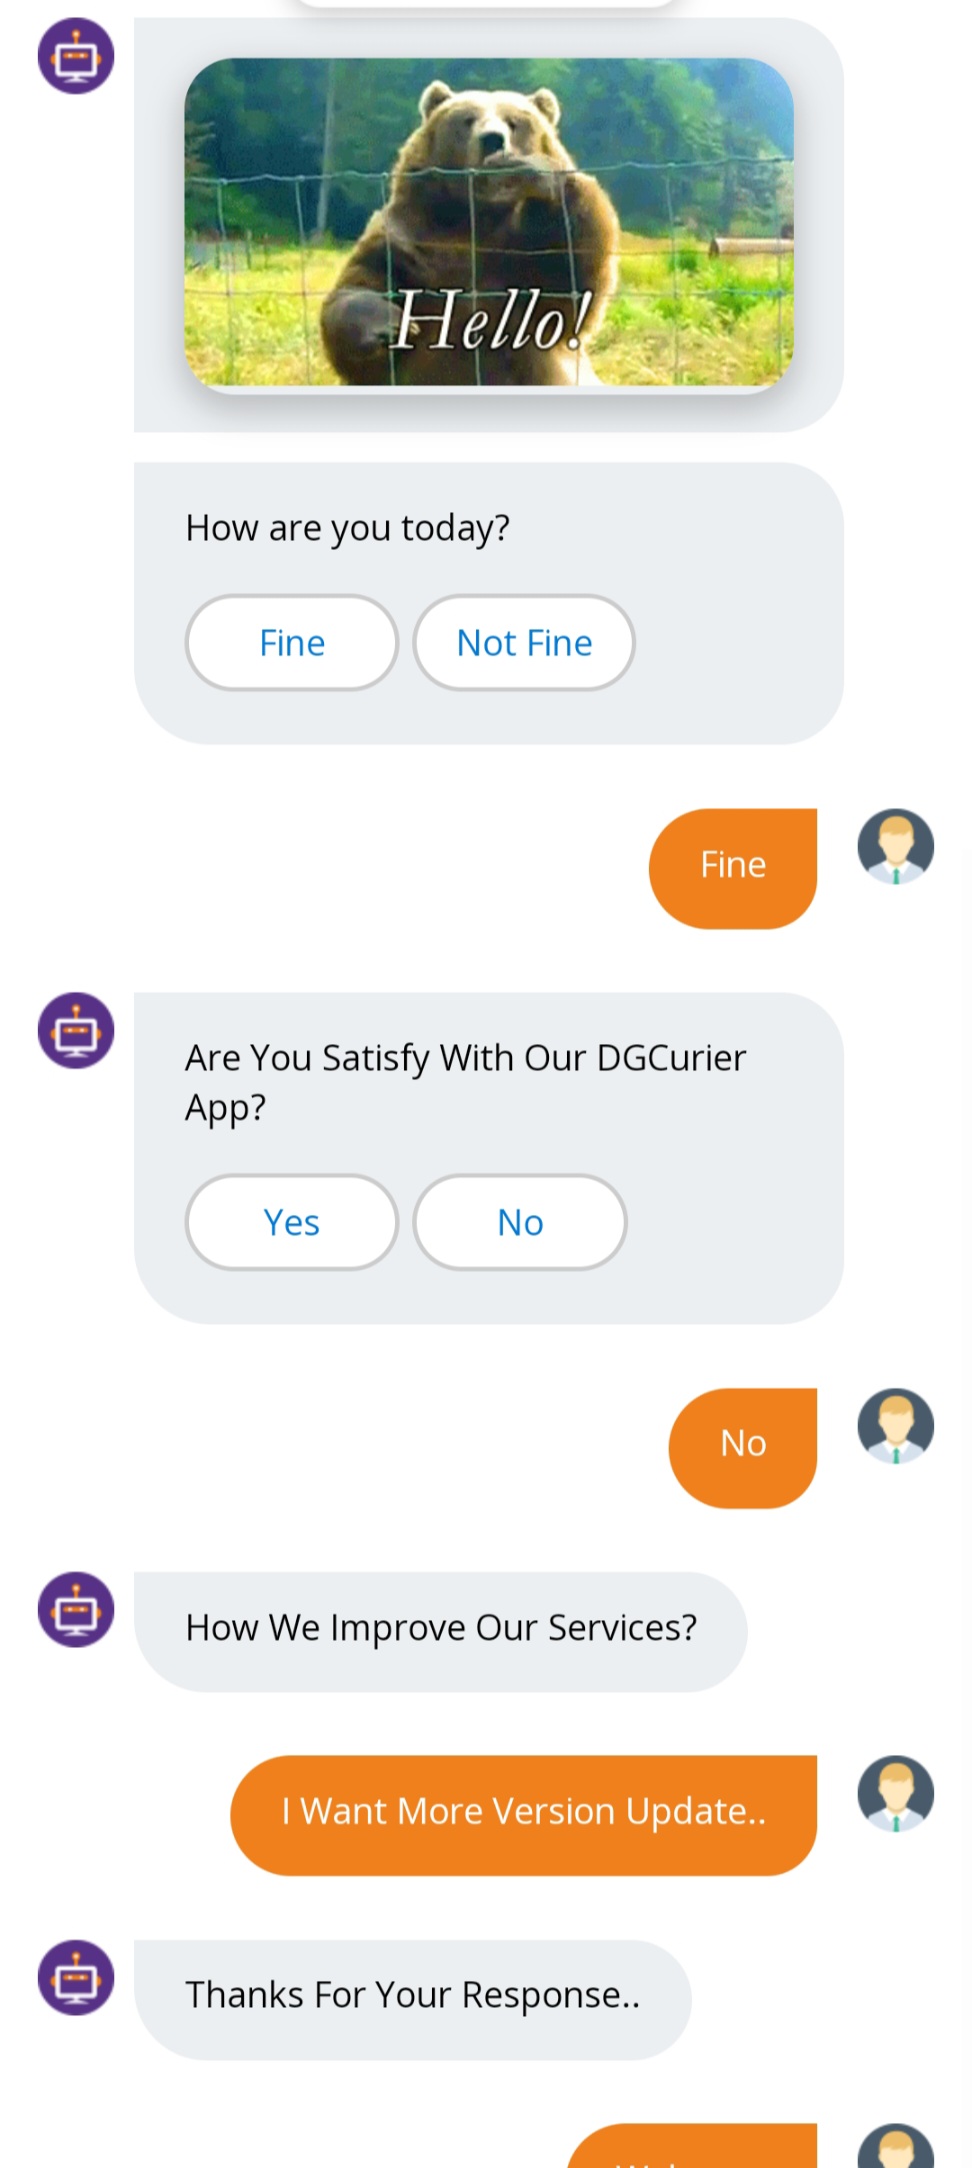 Hello!
How are you today?
Fine
Not Fine
Fine
Are You Satisfy With Our DGCurier
App?
Yes
No
No
How We Improve Our Services?
I Want More Version Update..
Thanks For Your Response..